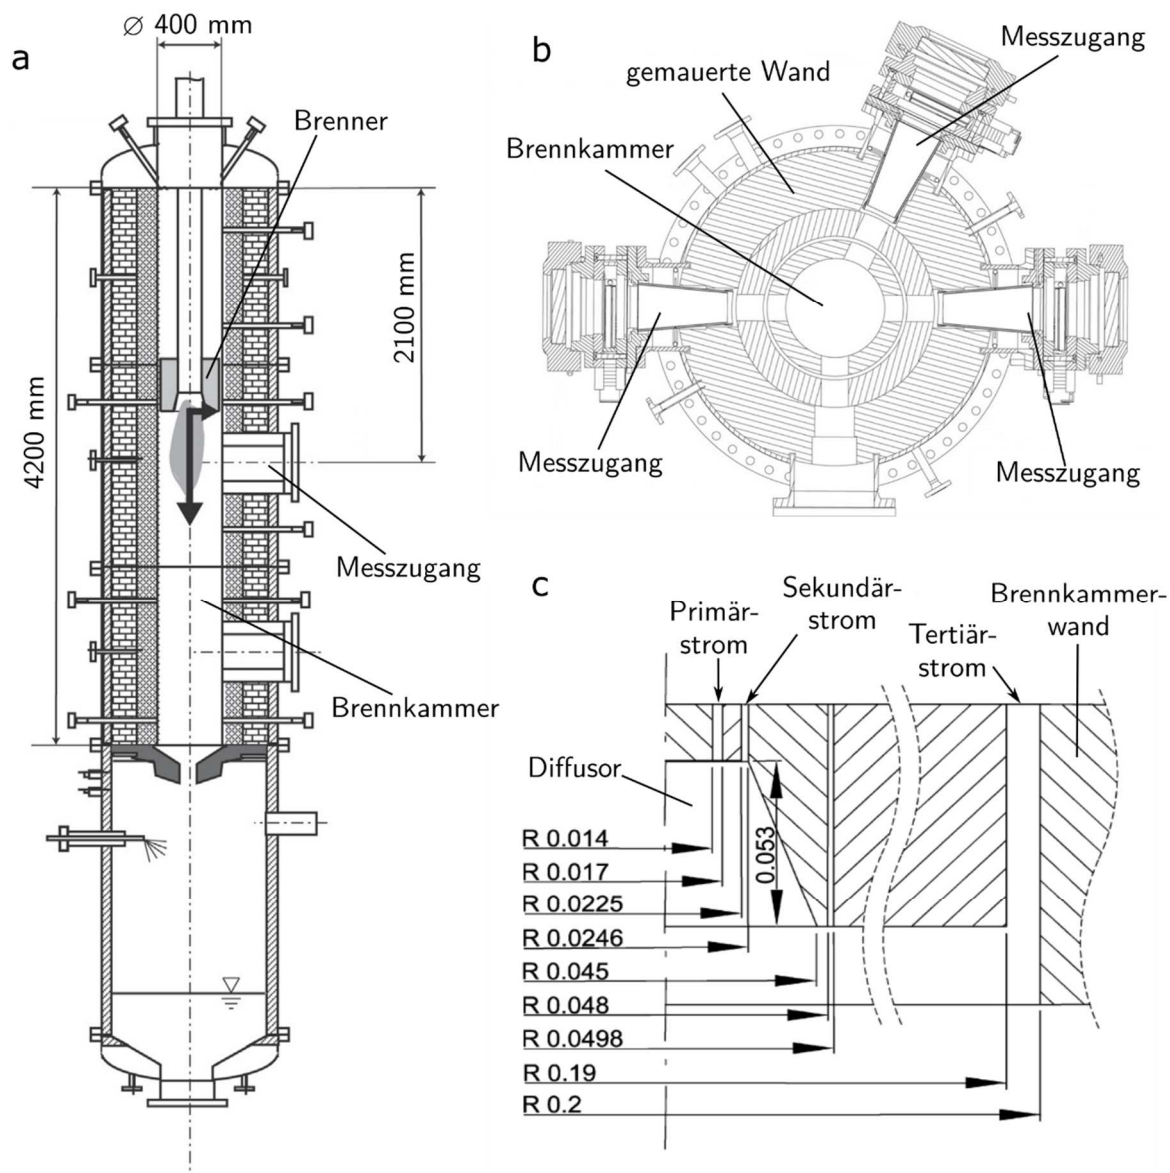 a
∅ 400 mm
Brenner
2100 mm
4200 mm
Messzugang
Brennkammer
b
Messzugang
gemauerte Wand
Brennkammer
Messzugang
Messzugang
c
Primär-
strom
Sekundär-
strom
Tertiär-
strom
Brennkammer-
wand
Diffusor
0.053
R 0.014
R 0.017
R 0.0225
R 0.0246
R 0.045
R 0.048
R 0.0498
R 0.19
R 0.2